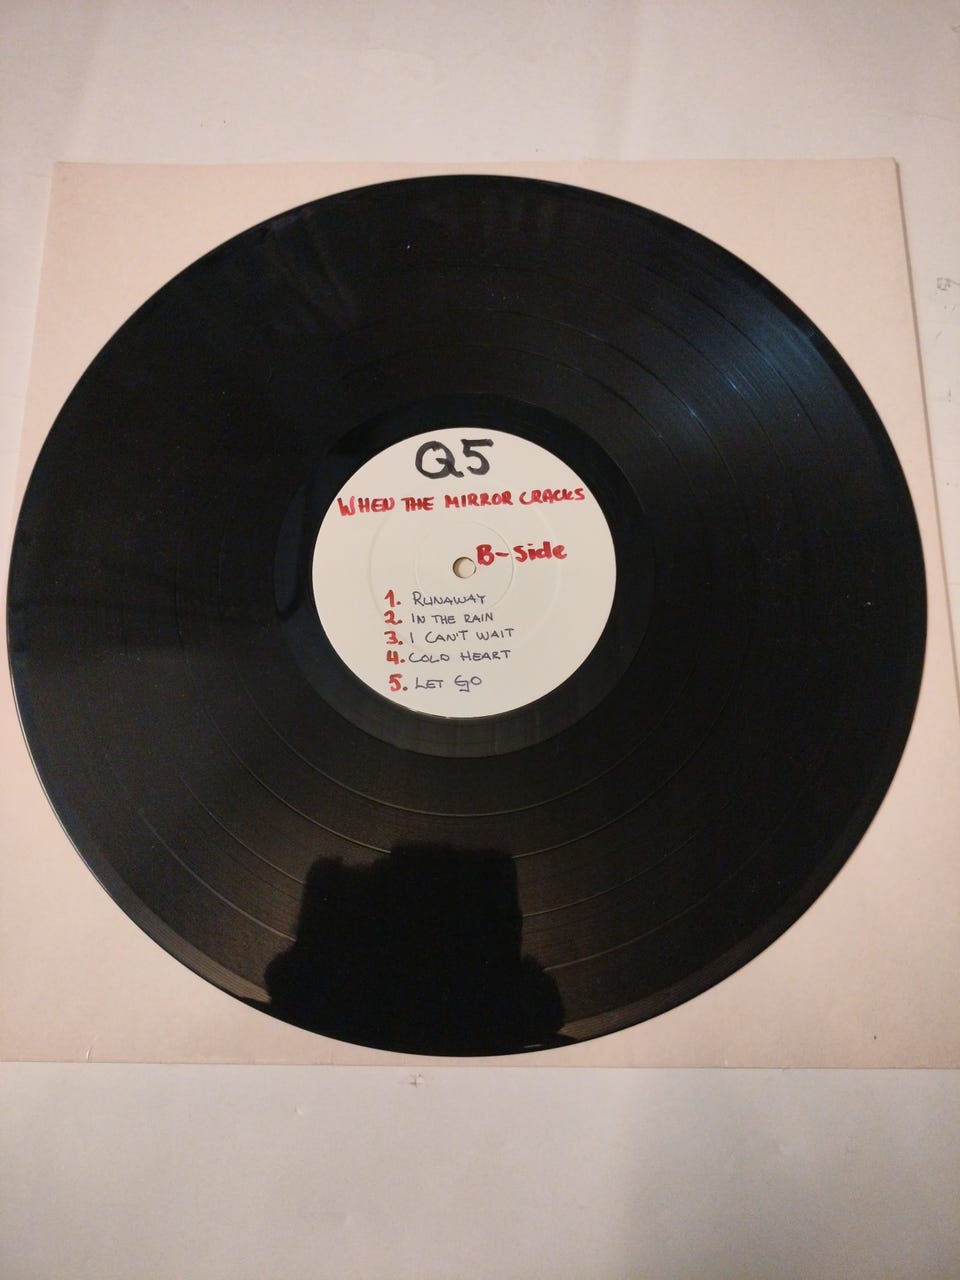 Q5
WHEN THE MIRROR CRACKS
B-Side
1. RUNAWAY
2. IN THE RAIN
3. I CAN'T WAIT
4. COLD HEART
5. LET GO